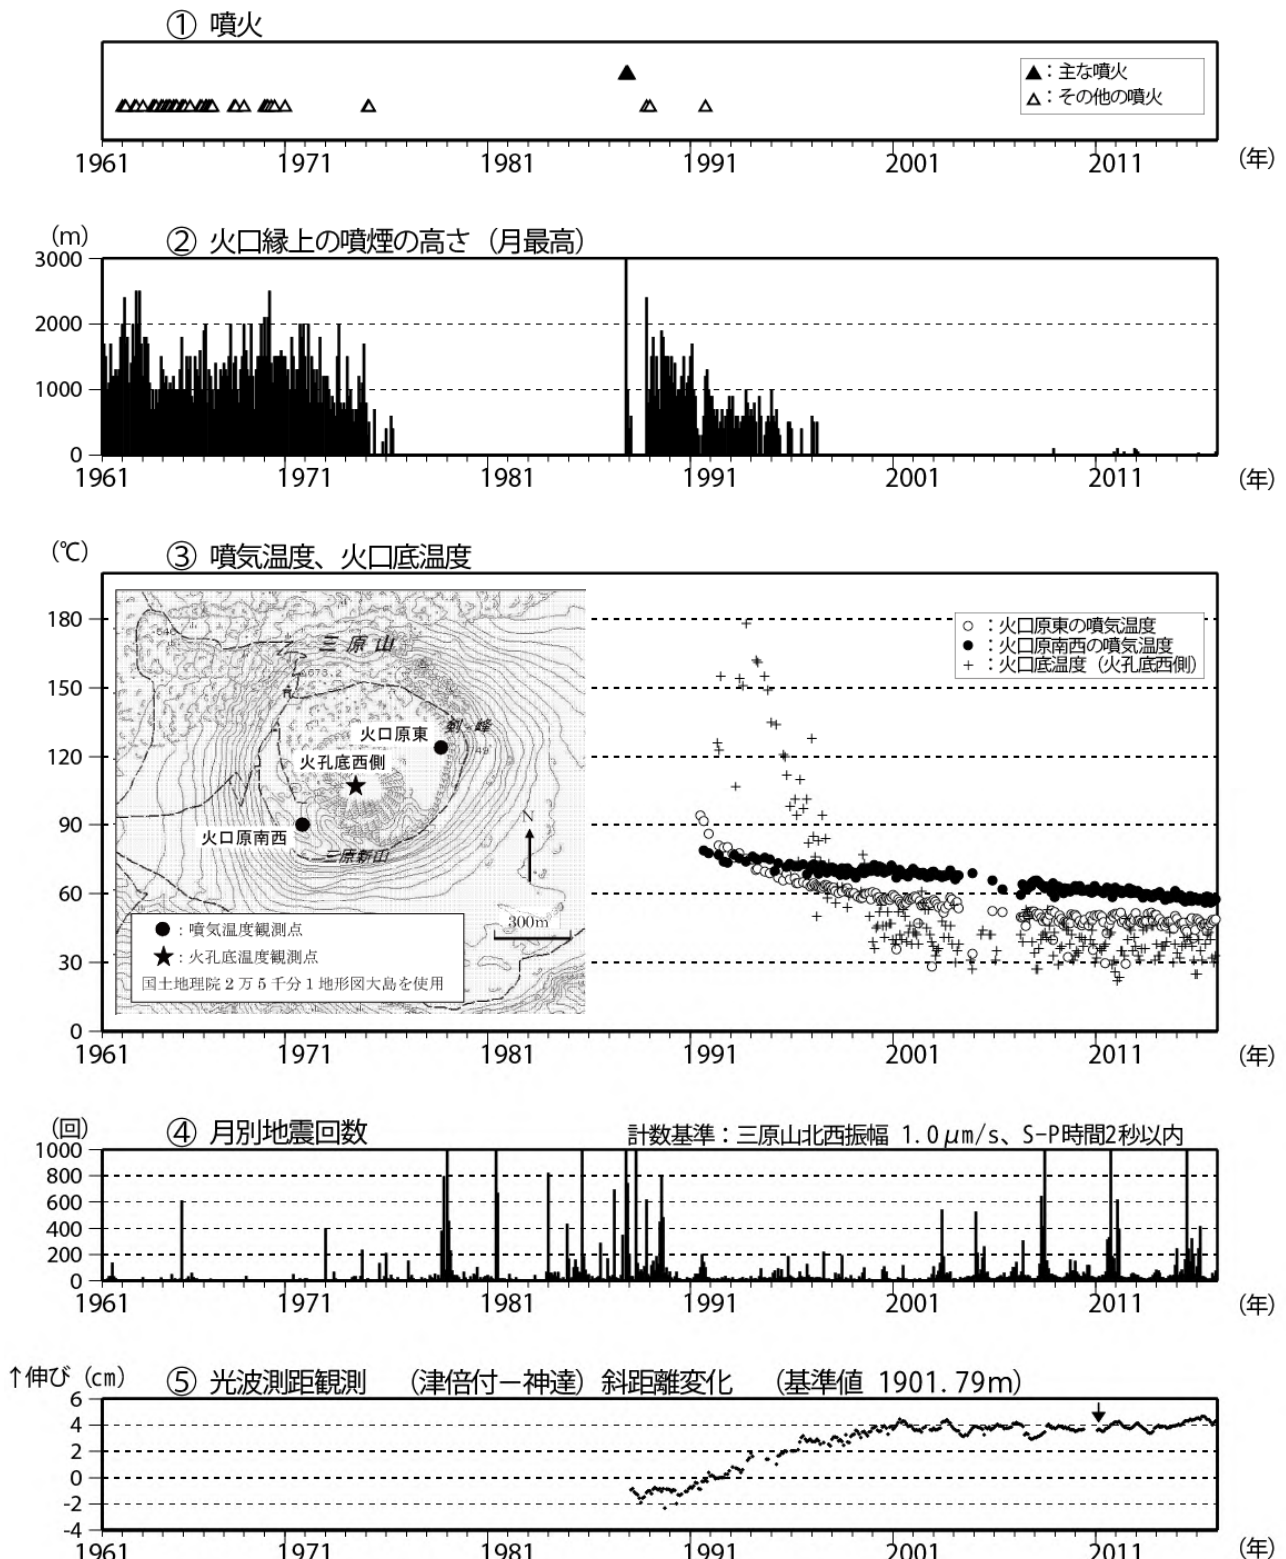 ① 噴火
▲：主な噴火
△：その他の噴火
1961 1971 1981 1991 2001 2011 (年)
(m) ② 火口縁上の噴煙の高さ（月最高）
3000
2000
1000
0
1961 1971 1981 1991 2001 2011 (年)
(℃) ③ 噴気温度、火口底温度
180
150
120
90
60
30
0
○ ：火口原東の噴気温度
● ：火口原南西の噴気温度
+ ：火口底温度（火孔底西側）
三原山
剣ヶ峰
火口原東
火孔底西側
火口原南西
三原新山
N
300m
●：噴気温度観測点
★：火孔底温度観測点
国土地理院2万5千分1地形図大島を使用
1961 1971 1981 1991 2001 2011 (年)
(回) ④ 月別地震回数 計数基準：三原山北西振幅 1.0μm/s、S-P時間2秒以内
1000
800
600
400
200
0
1961 1971 1981 1991 2001 2011 (年)
↑伸び (cm) ⑤ 光波測距観測 （津倍付－神達）斜距離変化 （基準値 1901.79m）
6
4
2
0
-2
-4
1961 1971 1981 1991 2001 2011 (年)